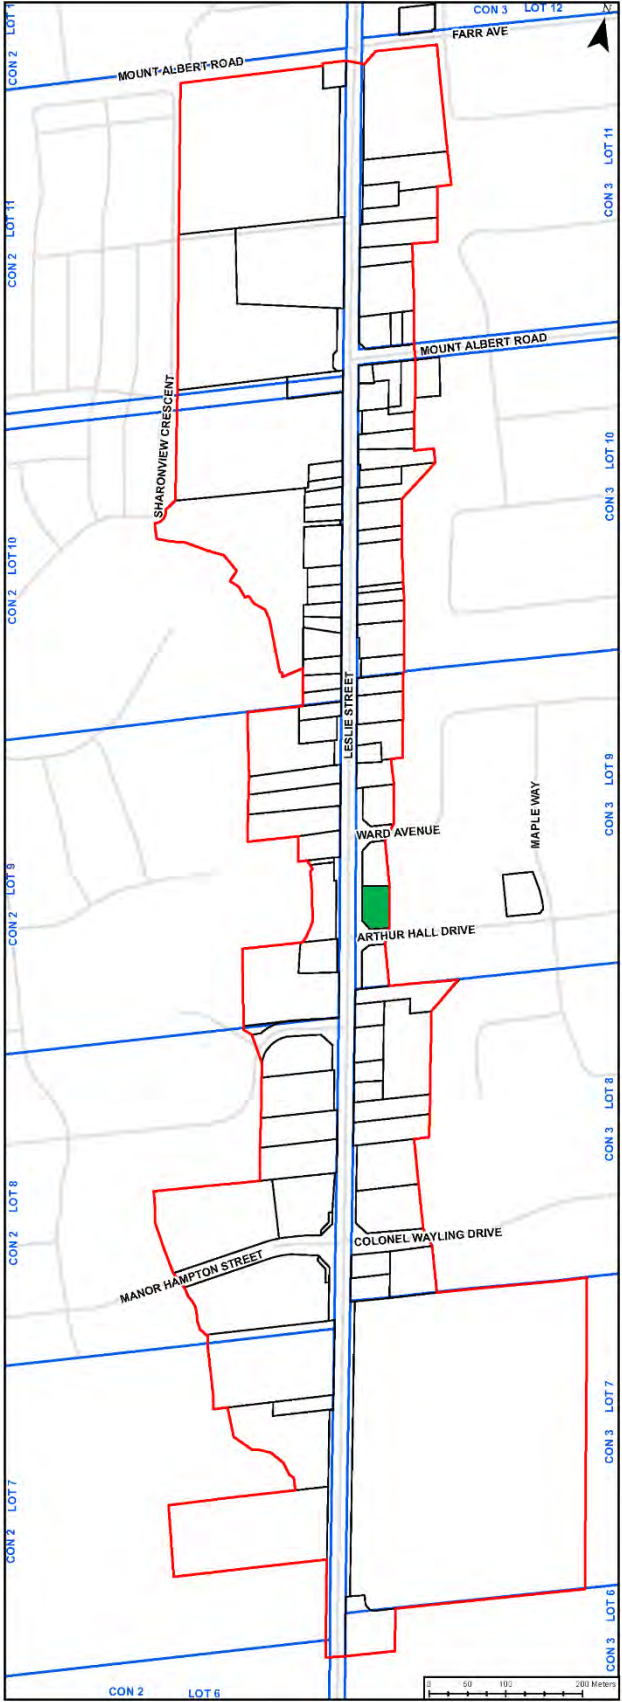 CON 3 LOT 12
N
LOT 1
CON 2
FARR AVE
MOUNT ALBERT ROAD
LOT 11
CON 3
LOT 11
CON 2
MOUNT ALBERT ROAD
SHARONVIEW CRESCENT
LOT 10
CON 3
LOT 10
CON 2
LESLIE STREET
LOT 9
CON 3
MAPLE WAY
WARD AVENUE
LOT 9
CON 2
ARTHUR HALL DRIVE
LOT 8
CON 3
LOT 8
CON 2
COLONEL WAYLING DRIVE
MANOR HAMPTON STREET
LOT 7
CON 3
LOT 7
CON 2
LOT 6
CON 3
CON 2 LOT 6
0 50 100 200 Meters